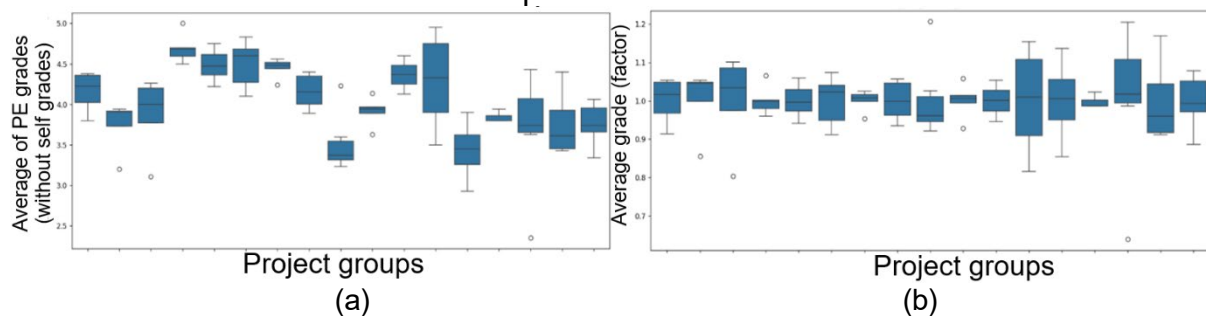 Average of PE grades
(without self grades)
5.0
4.5
4.0
3.5
3.0
2.5
Project groups
(a)
Average grade (factor)
1.2
1.1
1.0
0.9
0.8
0.7
Project groups
(b)